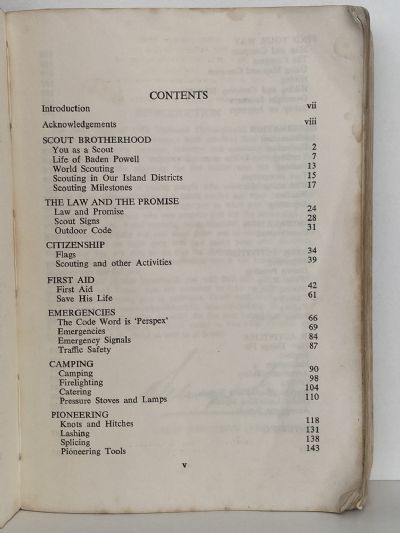 CONTENTS
Introduction vii
Acknowledgements viii
SCOUT BROTHERHOOD
You as a Scout 2
Life of Baden Powell 7
World Scouting 13
Scouting in Our Island Districts 15
Scouting Milestones 17
THE LAW AND THE PROMISE
Law and Promise 24
Scout Signs 28
Outdoor Code 31
CITIZENSHIP
Flags 34
Scouting and other Activities 39
FIRST AID
First Aid 42
Save His Life 61
EMERGENCIES
The Code Word is 'Perspex' 66
Emergencies 69
Emergency Signals 84
Traffic Safety 87
CAMPING
Camping 90
Firelighting 98
Catering 104
Pressure Stoves and Lamps 110
PIONEERING
Knots and Hitches 118
Lashing 131
Splicing 138
Pioneering Tools 143
v